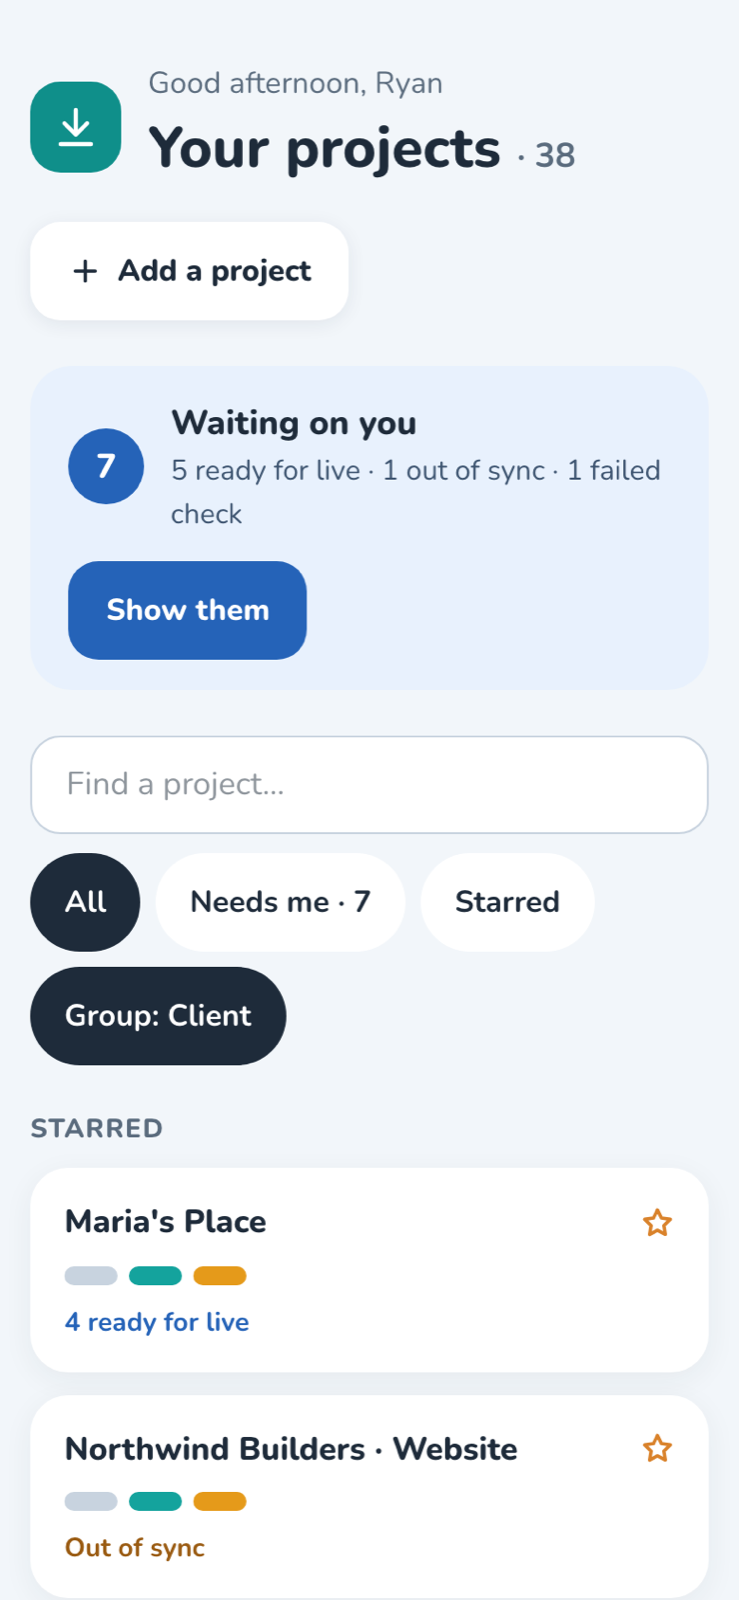 Good afternoon, Ryan
Your projects · 38
+ Add a project
Waiting on you
7
5 ready for live · 1 out of sync · 1 failed
check
Show them
Find a project...
All
Needs me · 7
Starred
Group: Client
STARRED
Maria's Place
4 ready for live
Northwind Builders · Website
Out of sync